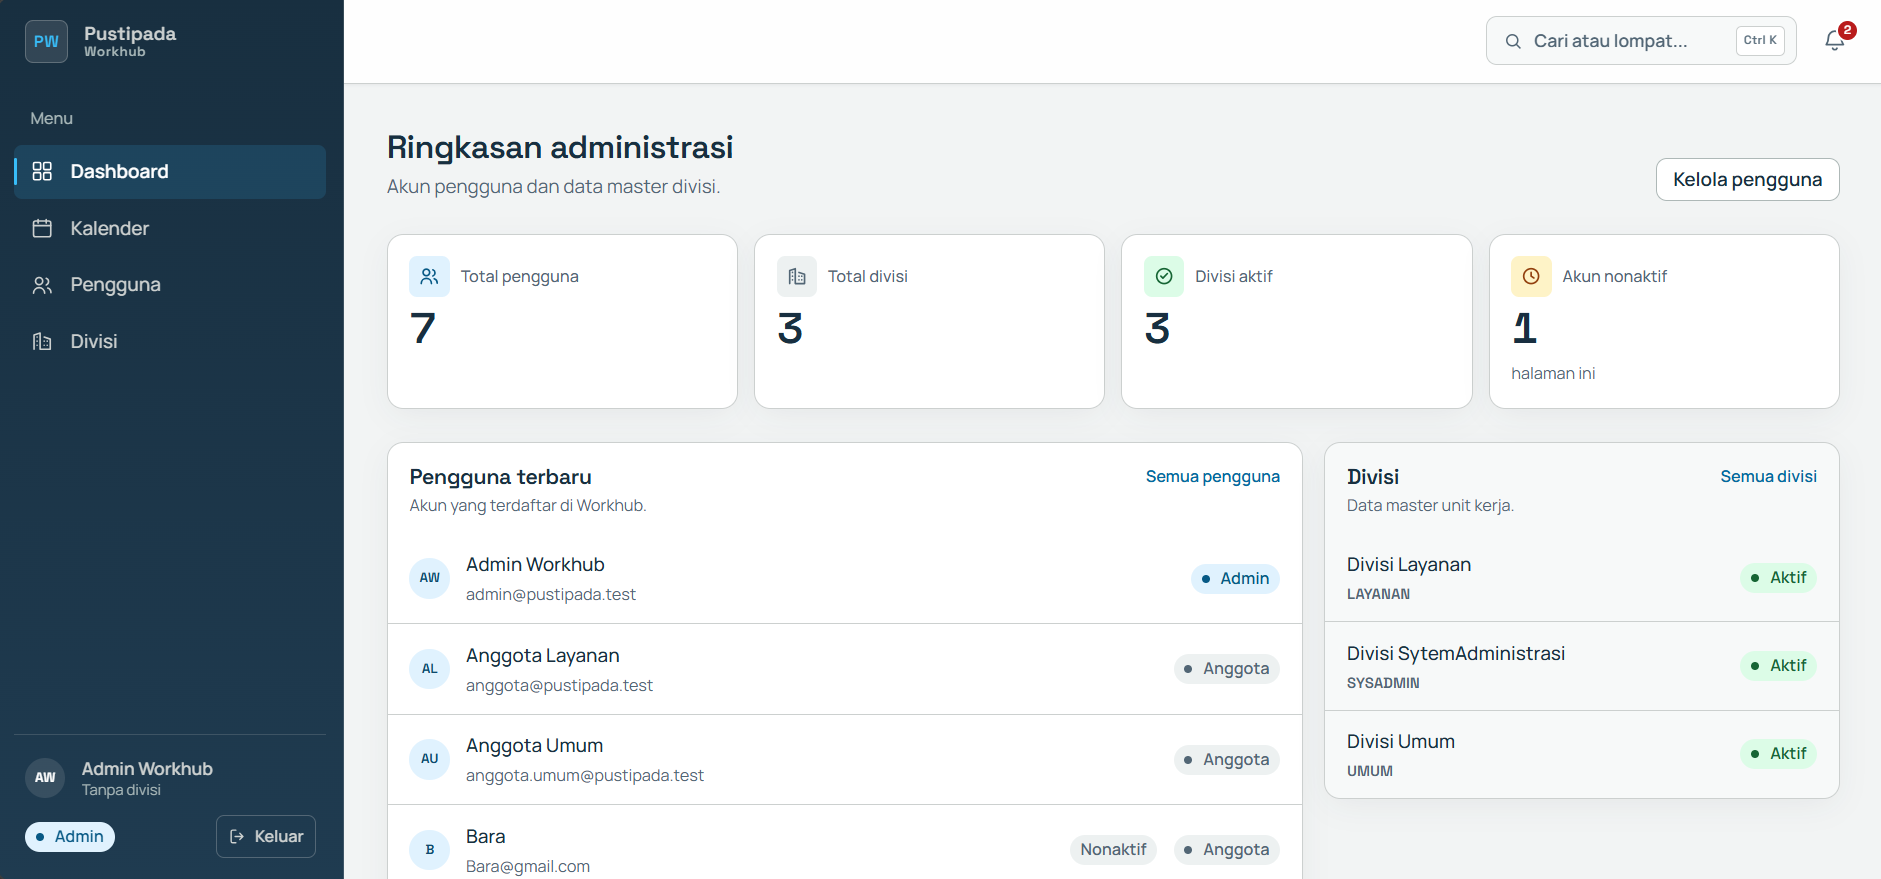 PW
Pustipada
Workhub
Menu
Dashboard
Kalender
Pengguna
Divisi
AW
Admin Workhub
Tanpa divisi
Admin
Keluar
Cari atau lompat...
Ctrl K
2
Ringkasan administrasi
Akun pengguna dan data master divisi.
Kelola pengguna
Total pengguna
7
Total divisi
3
Divisi aktif
3
Akun nonaktif
1
halaman ini
Pengguna terbaru
Semua pengguna
Akun yang terdaftar di Workhub.
AW
Admin Workhub
admin@pustipada.test
Admin
AL
Anggota Layanan
anggota@pustipada.test
Anggota
AU
Anggota Umum
anggota.umum@pustipada.test
Anggota
B
Bara
Bara@gmail.com
Nonaktif
Anggota
Divisi
Semua divisi
Data master unit kerja.
Divisi Layanan
LAYANAN
Aktif
Divisi SytemAdministrasi
SYSADMIN
Aktif
Divisi Umum
UMUM
Aktif